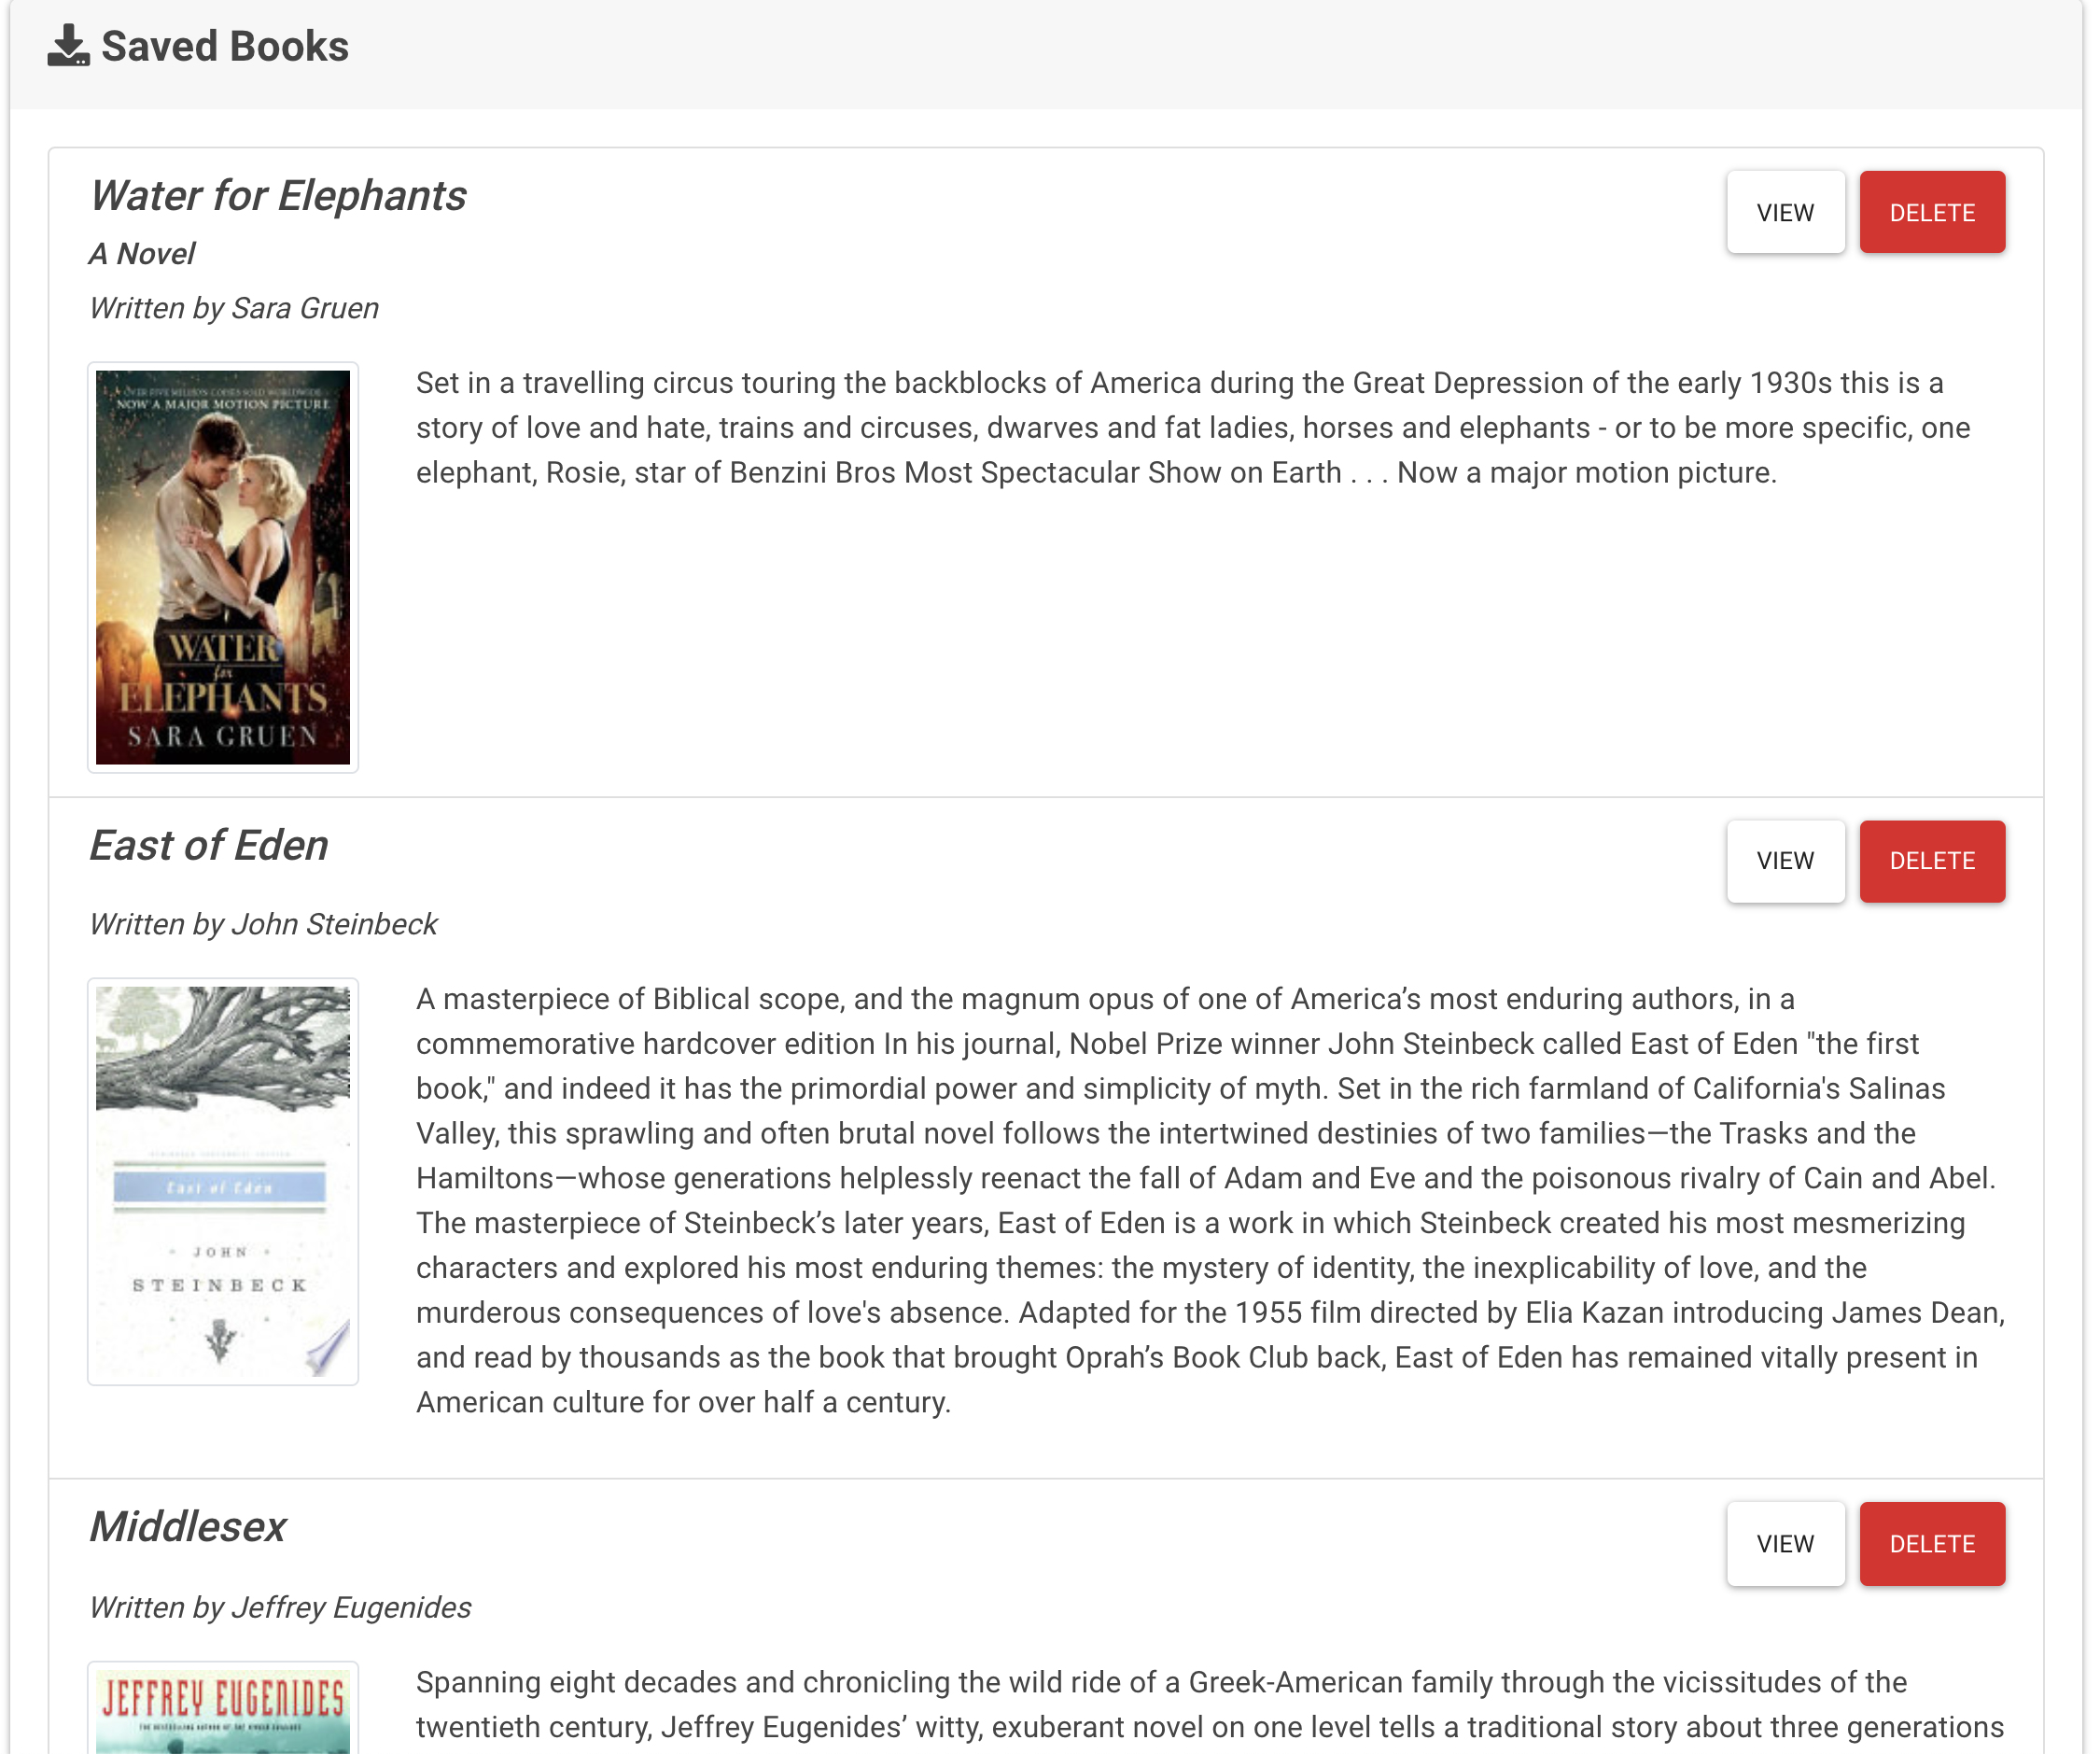 Saved Books
Water for Elephants
VIEW
DELETE
A Novel
Written by Sara Gruen
OVER FIVE MILLION COPIES SOLD WORLDWIDE
NOW A MAJOR MOTION PICTURE
WATER
for
ELEPHANTS
SARA GRUEN
Set in a travelling circus touring the backblocks of America during the Great Depression of the early 1930s this is a
story of love and hate, trains and circuses, dwarves and fat ladies, horses and elephants - or to be more specific, one
elephant, Rosie, star of Benzini Bros Most Spectacular Show on Earth . . . Now a major motion picture.
East of Eden
VIEW
DELETE
Written by John Steinbeck
East of Eden
JOHN
STEINBECK
A masterpiece of Biblical scope, and the magnum opus of one of America’s most enduring authors, in a
commemorative hardcover edition In his journal, Nobel Prize winner John Steinbeck called East of Eden "the first
book," and indeed it has the primordial power and simplicity of myth. Set in the rich farmland of California's Salinas
Valley, this sprawling and often brutal novel follows the intertwined destinies of two families—the Trasks and the
Hamiltons—whose generations helplessly reenact the fall of Adam and Eve and the poisonous rivalry of Cain and Abel.
The masterpiece of Steinbeck’s later years, East of Eden is a work in which Steinbeck created his most mesmerizing
characters and explored his most enduring themes: the mystery of identity, the inexplicability of love, and the
murderous consequences of love's absence. Adapted for the 1955 film directed by Elia Kazan introducing James Dean,
and read by thousands as the book that brought Oprah’s Book Club back, East of Eden has remained vitally present in
American culture for over half a century.
Middlesex
VIEW
DELETE
Written by Jeffrey Eugenides
JEFFREY EUGENIDES
Spanning eight decades and chronicling the wild ride of a Greek-American family through the vicissitudes of the
twentieth century, Jeffrey Eugenides’ witty, exuberant novel on one level tells a traditional story about three generations